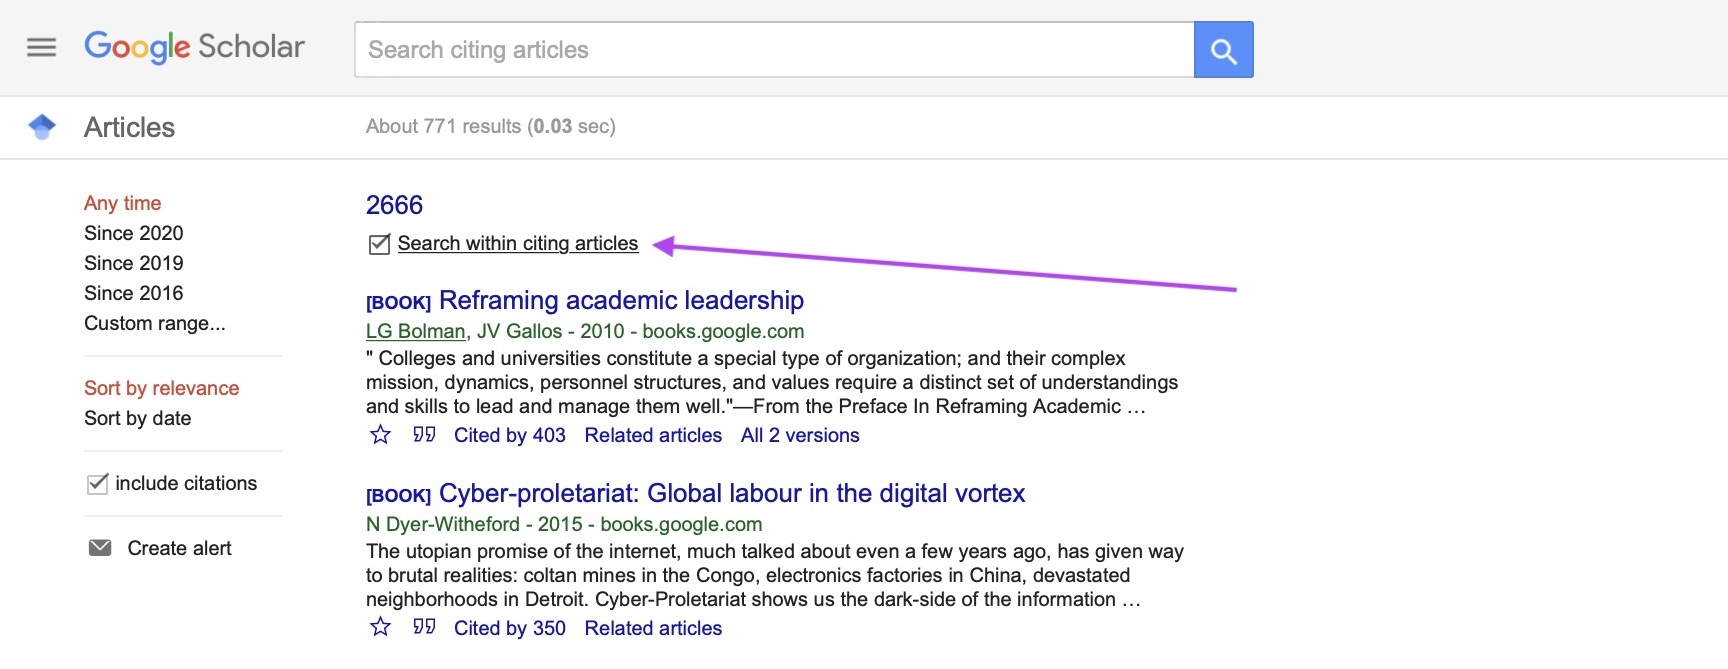 Google Scholar
Search citing articles
Articles
About 771 results (0.03 sec)
Any time
Since 2020
Since 2019
Since 2016
Custom range...
Sort by relevance
Sort by date
include citations
Create alert
2666
Search within citing articles
[BOOK] Reframing academic leadership
LG Bolman, JV Gallos - 2010 - books.google.com
" Colleges and universities constitute a special type of organization; and their complex
mission, dynamics, personnel structures, and values require a distinct set of understandings
and skills to lead and manage them well."—From the Preface In Reframing Academic …
Cited by 403 Related articles All 2 versions
[BOOK] Cyber-proletariat: Global labour in the digital vortex
N Dyer-Witheford - 2015 - books.google.com
The utopian promise of the internet, much talked about even a few years ago, has given way
to brutal realities: coltan mines in the Congo, electronics factories in China, devastated
neighborhoods in Detroit. Cyber-Proletariat shows us the dark-side of the information …
Cited by 350 Related articles